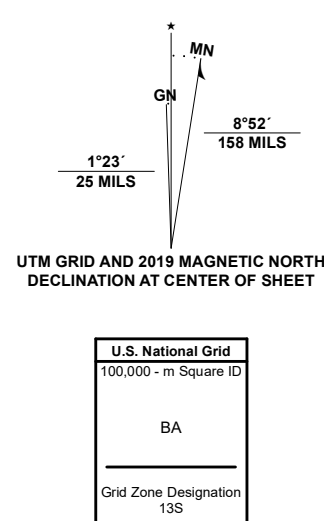 MN
GN
8°52´
158 MILS
1°23´
25 MILS
UTM GRID AND 2019 MAGNETIC NORTH
DECLINATION AT CENTER OF SHEET
U.S. National Grid
100,000 - m Square ID
BA
Grid Zone Designation
13S